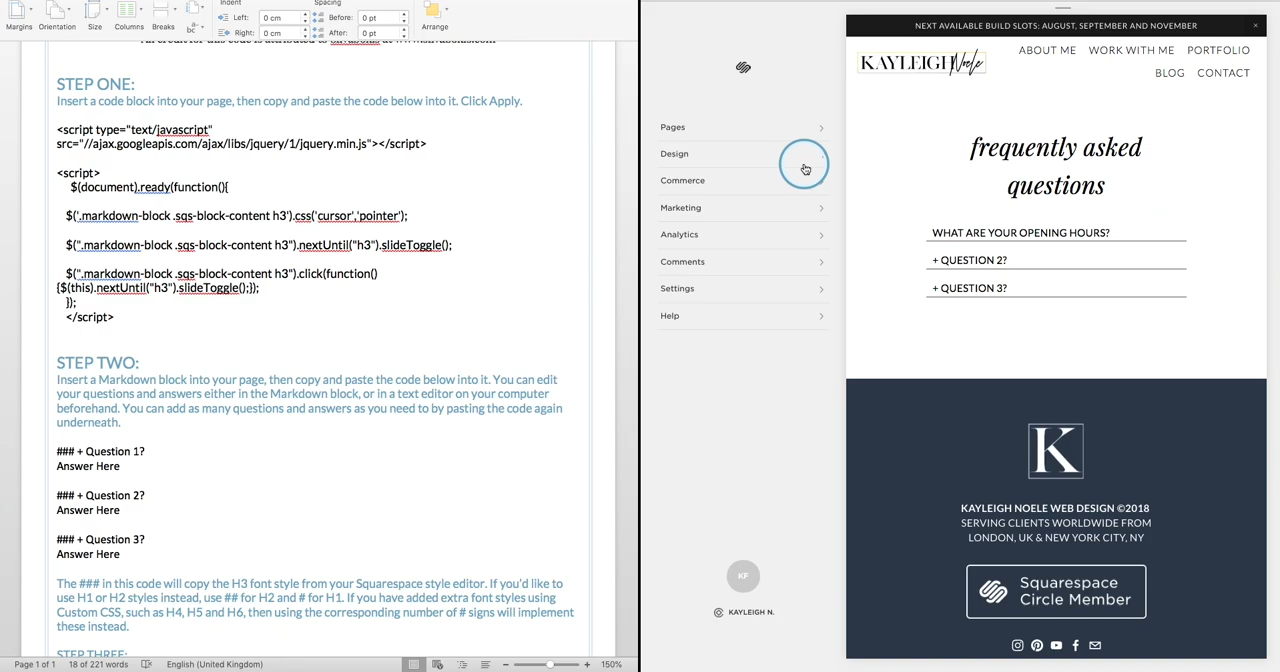 Indent
Spacing
Margins
Orientation
Size
Columns
Breaks
Left:
0 cm
Before:
0 pt
Right:
0 cm
After:
0 pt
Arrange
STEP ONE:
Insert a code block into your page, then copy and paste the code below into it. Click Apply.
<script type="text/javascript"
src="//ajax.googleapis.com/ajax/libs/jquery/1/jquery.min.js"></script>
<script>
$(document).ready(function(){
$('.markdown-block .sqs-block-content h3').css('cursor','pointer');
$(".markdown-block .sqs-block-content h3").nextUntil("h3").slideToggle();
$(".markdown-block .sqs-block-content h3").click(function()
{$(this).nextUntil("h3").slideToggle();});
});
</script>
STEP TWO:
Insert a Markdown block into your page, then copy and paste the code below into it. You can edit
your questions and answers either in the Markdown block, or in a text editor on your computer
beforehand. You can add as many questions and answers as you need to by pasting the code again
underneath.
### + Question 1?
Answer Here
### + Question 2?
Answer Here
### + Question 3?
Answer Here
The ### in this code will copy the H3 font style from your Squarespace style editor. If you'd like to
use H1 or H2 styles instead, use ## for H2 and # for H1. If you have added extra font styles using
Custom CSS, such as H4, H5 and H6, then using the corresponding number of # signs will implement
these instead.
STEP THREE:
Page 1 of 1
18 of 221 words
English (United Kingdom)
150%
Pages
Design
Commerce
Marketing
Analytics
Comments
Settings
Help
KF
KAYLEIGH N.
NEXT AVAILABLE BUILD SLOTS: AUGUST, SEPTEMBER AND NOVEMBER
KAYLEIGH Noele
ABOUT ME WORK WITH ME PORTFOLIO
BLOG CONTACT
frequently asked
questions
WHAT ARE YOUR OPENING HOURS?
+ QUESTION 2?
+ QUESTION 3?
K
KAYLEIGH NOELE WEB DESIGN ©2018
SERVING CLIENTS WORLDWIDE FROM
LONDON, UK & NEW YORK CITY, NY
Squarespace
Circle Member